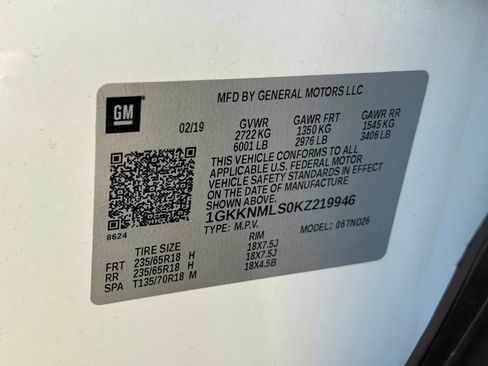 GM
MFD BY GENERAL MOTORS LLC
02/19 GVWR GAWR FRT GAWR RR
2722 KG 1350 KG 1545 KG
6001 LB 2976 LB 3406 LB
THIS VEHICLE CONFORMS TO ALL
APPLICABLE U.S. FEDERAL MOTOR
VEHICLE SAFETY STANDARDS IN EFFECT
ON THE DATE OF MANUFACTURE SHOWN ABOVE.
1GKKNMLS0KZ219946
8624 TYPE: M.P.V. MODEL: 06TND26
TIRE SIZE RIM
FRT 235/65R18 H 18X7.5J
RR 235/65R18 H 18X7.5J
SPA T135/70R18 M 18X4.5B